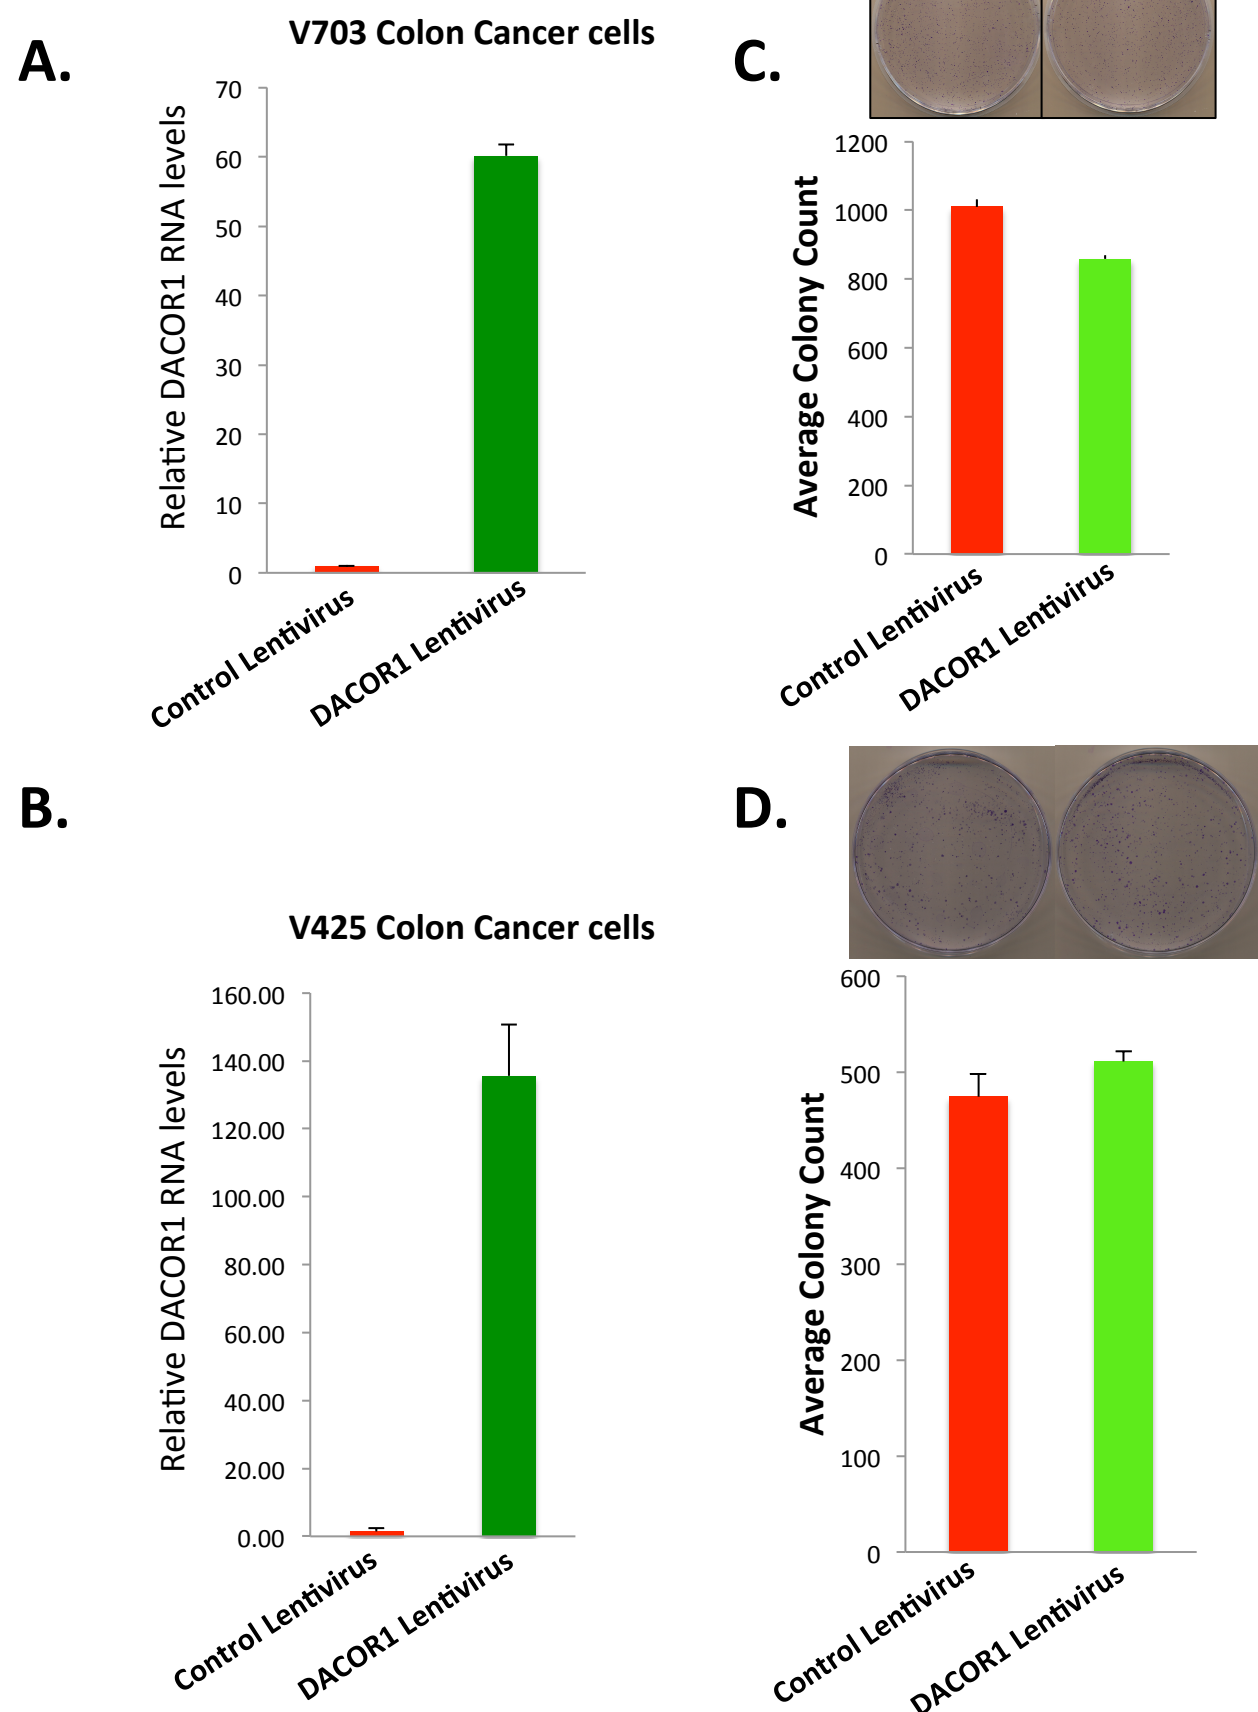 A.
V703 Colon Cancer cells
Relative DACOR1 RNA levels
70
60
50
40
30
20
10
0
Control Lentivirus
DACOR1 Lentivirus
C.
Average Colony Count
1200
1000
800
600
400
200
0
Control Lentivirus
DACOR1 Lentivirus
B.
V425 Colon Cancer cells
Relative DACOR1 RNA levels
160.00
140.00
120.00
100.00
80.00
60.00
40.00
20.00
0.00
Control Lentivirus
DACOR1 Lentivirus
D.
Average Colony Count
600
500
400
300
200
100
0
Control Lentivirus
DACOR1 Lentivirus